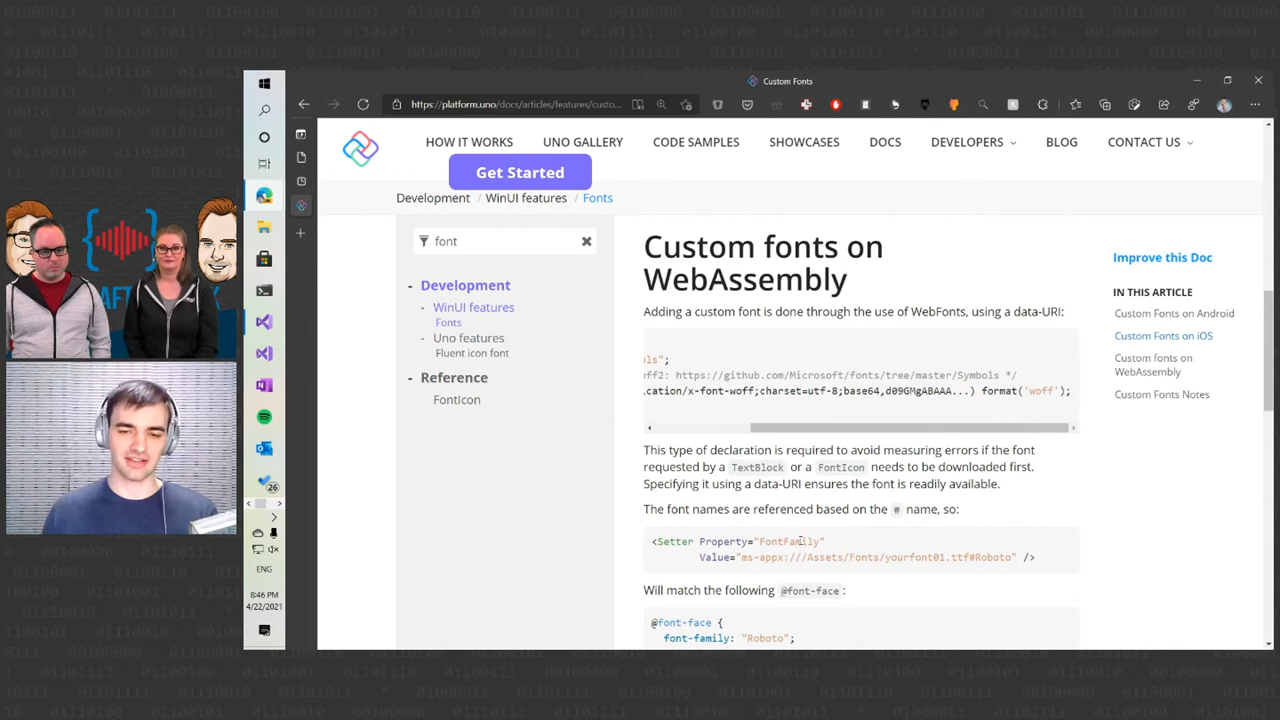 Custom Fonts
https://platform.uno/docs/articles/features/custo...
HOW IT WORKS
UNO GALLERY
CODE SAMPLES
SHOWCASES
DOCS
DEVELOPERS
BLOG
CONTACT US
Get Started
Development / WinUI features / Fonts
font
- Development
- WinUI features
Fonts
- Uno features
Fluent icon font
- Reference
FontIcon
Custom fonts on
WebAssembly
Adding a custom font is done through the use of WebFonts, using a data-URI:
ls";
off2: https://github.com/Microsoft/fonts/tree/master/Symbols */
ication/x-font-woff;charset=utf-8;base64,d09GMgABAAA...) format('woff');
This type of declaration is required to avoid measuring errors if the font
requested by a TextBlock or a FontIcon needs to be downloaded first.
Specifying it using a data-URI ensures the font is readily available.
The font names are referenced based on the # name, so:
<Setter Property="FontFamily"
Value="ms-appx:///Assets/Fonts/yourfont01.ttf#Roboto" />
Will match the following @font-face :
@font-face {
font-family: "Roboto";
Improve this Doc
IN THIS ARTICLE
Custom Fonts on Android
Custom Fonts on iOS
Custom fonts on
WebAssembly
Custom Fonts Notes
26
ENG
8:46 PM
4/22/2021